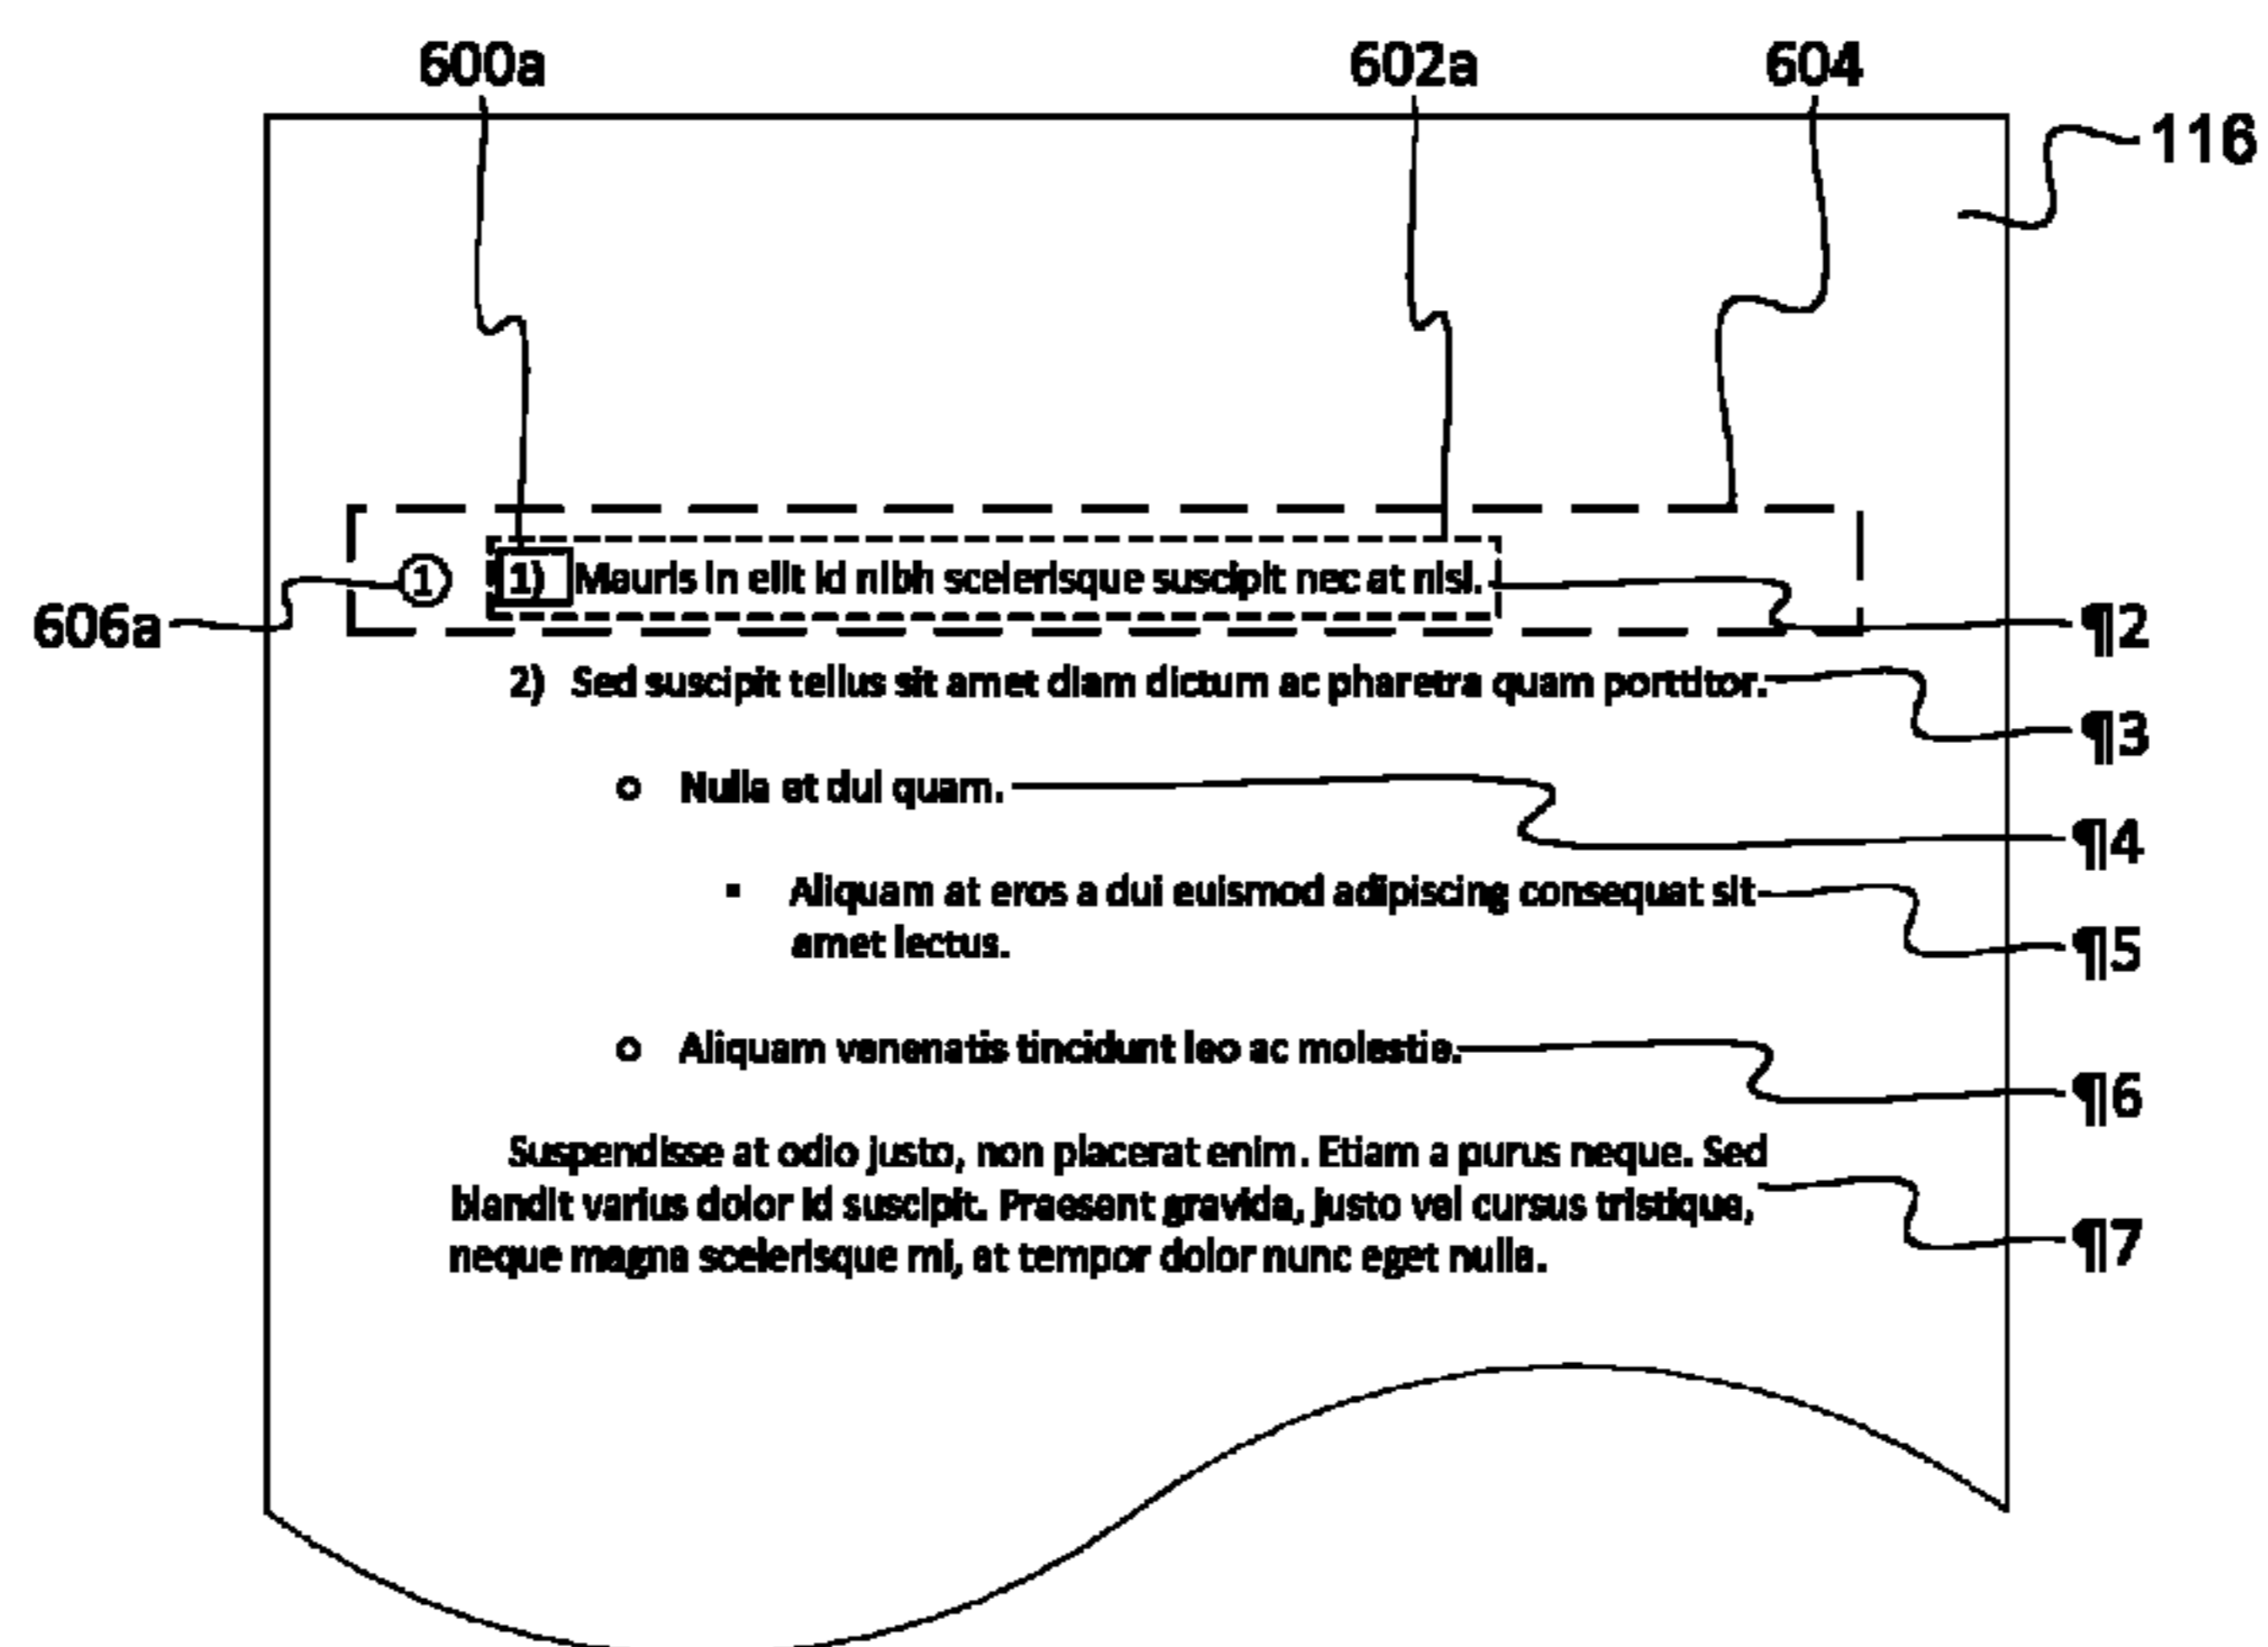 600a 602a 604
116
606a ① 1) Mauris in elit id nibh scelerisque suscipit nec at nisl. ¶2
2) Sed suscipit tellus sit amet diam dictum ac pharetra quam porttitor. ¶3
○ Nulla et dui quam. ¶4
▪ Aliquam at eros a dui euismod adipiscing consequat sit ¶5
amet lectus.
○ Aliquam venenatis tincidunt leo ac molestie. ¶6
Suspendisse at odio justo, non placerat enim. Etiam a purus neque. Sed
blandit varius dolor id suscipit. Praesent gravida, justo vel cursus tristique, ¶7
neque magna scelerisque mi, at tempor dolor nunc eget nulla.